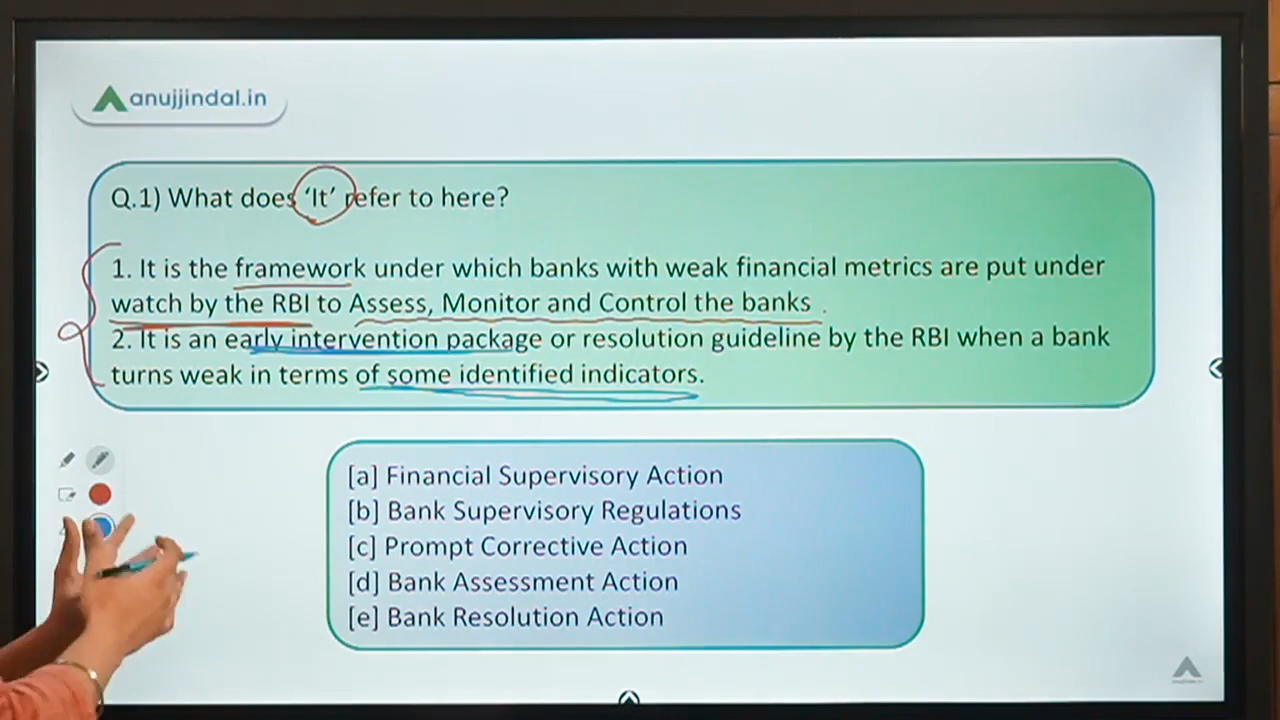 anujjindal.in
Q.1) What does 'It' refer to here?
1. It is the framework under which banks with weak financial metrics are put under
watch by the RBI to Assess, Monitor and Control the banks .
2. It is an early intervention package or resolution guideline by the RBI when a bank
turns weak in terms of some identified indicators.
[a] Financial Supervisory Action
[b] Bank Supervisory Regulations
[c] Prompt Corrective Action
[d] Bank Assessment Action
[e] Bank Resolution Action